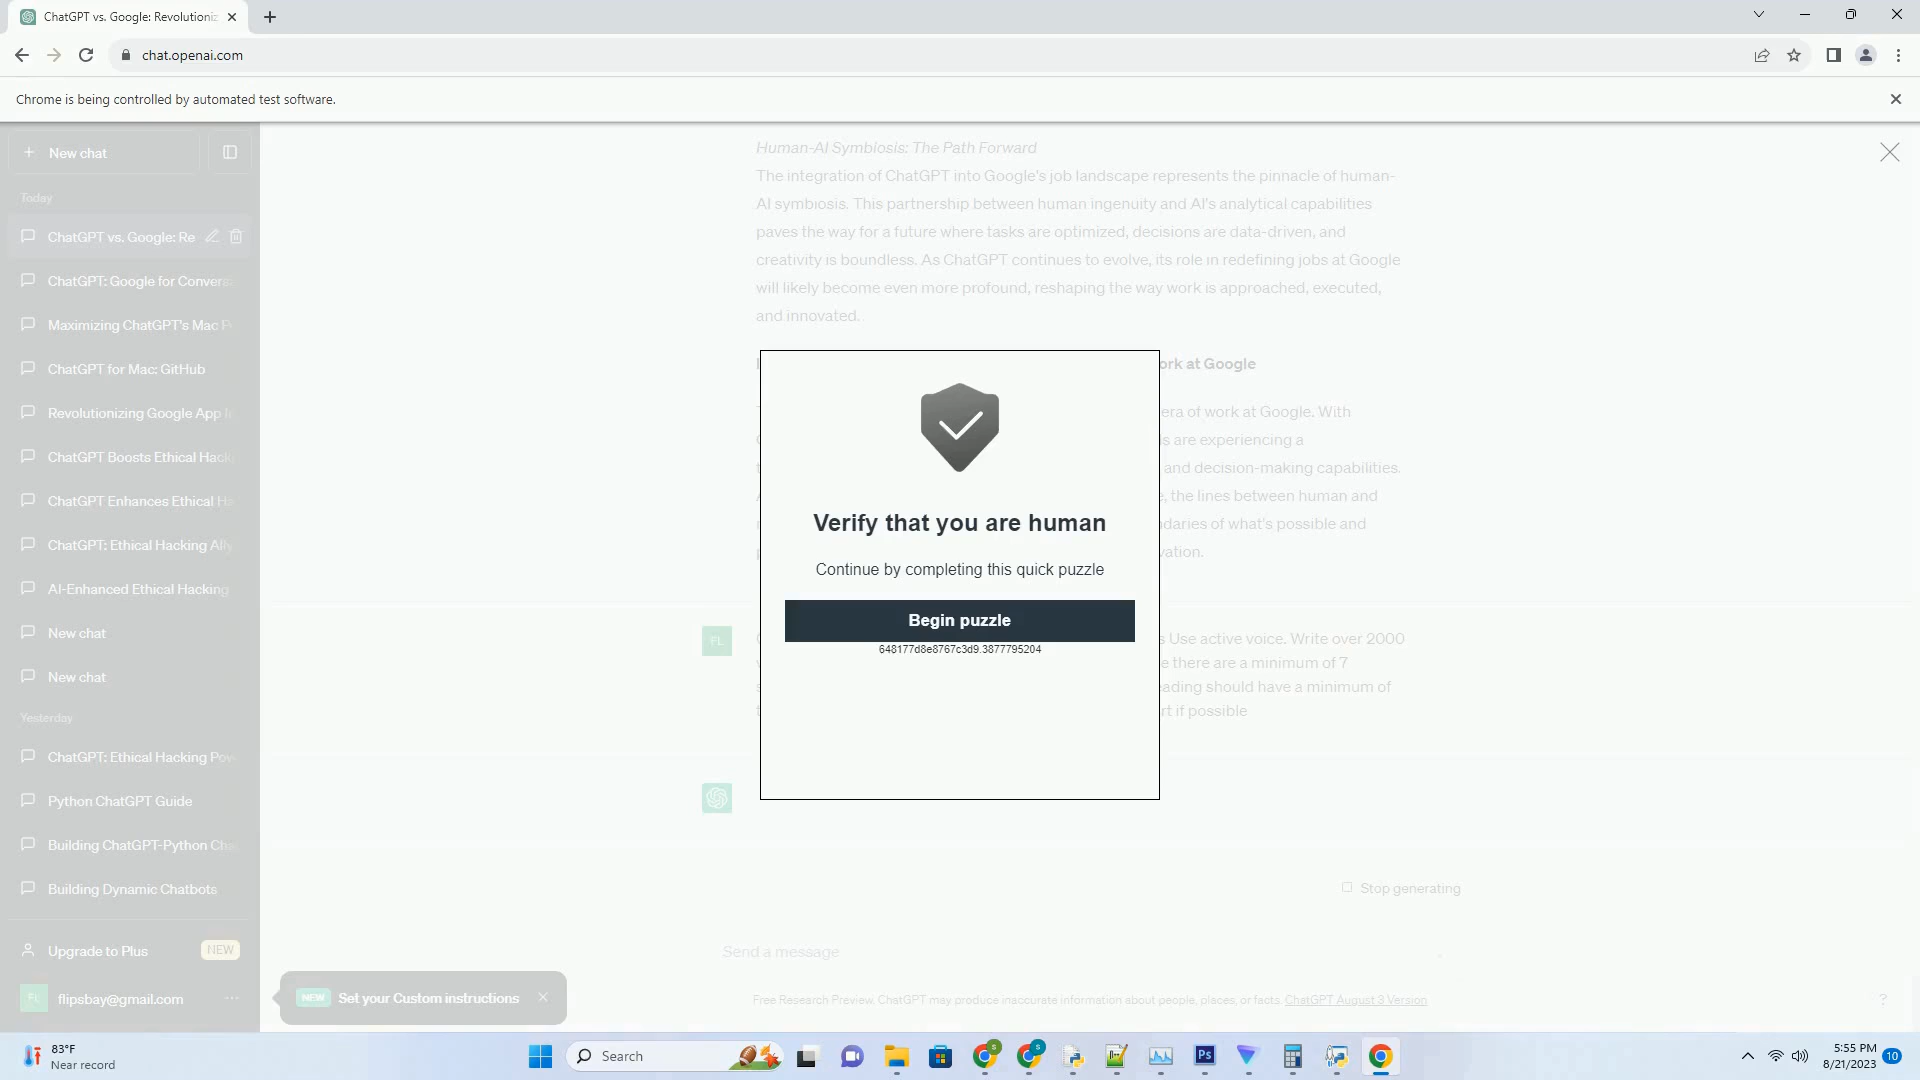 ChatGPT vs. Google: Revolutioniz
chat.openai.com
Chrome is being controlled by automated test software.
New chat
Today
ChatGPT vs. Google: Re
ChatGPT: Google for Conversa
Maximizing ChatGPT's Mac P
ChatGPT for Mac: GitHub
Revolutionizing Google App
ChatGPT Boosts Ethical Hack
ChatGPT Enhances Ethical Ha
ChatGPT: Ethical Hacking Ally
AI-Enhanced Ethical Hacking
New chat
New chat
Yesterday
ChatGPT: Ethical Hacking Pow
Python ChatGPT Guide
Building ChatGPT-Python Cha
Building Dynamic Chatbots
Upgrade to Plus NEW
FL flipsbay@gmail.com
NEW Set your Custom instructions
Human-AI Symbiosis: The Path Forward
The integration of ChatGPT into Google's job landscape represents the pinnacle of human-
AI symbiosis. This partnership between human ingenuity and AI's analytical capabilities
paves the way for a future where tasks are optimized, decisions are data-driven, and
creativity is boundless. As ChatGPT continues to evolve, its role in redefining jobs at Google
will likely become even more profound, reshaping the way work is approached, executed,
and innovated.
ork at Google
era of work at Google. With
s are experiencing a
and decision-making capabilities.
, the lines between human and
daries of what's possible and
vation.
Verify that you are human
Continue by completing this quick puzzle
Begin puzzle
648177d8e8767c3d9.3877795204
FL
s Use active voice. Write over 2000
e there are a minimum of 7
eading should have a minimum of
rt if possible
Stop generating
Send a message
Free Research Preview. ChatGPT may produce inaccurate information about people, places, or facts. ChatGPT August 3 Version
?
83°F
Near record
Search
S
S
Ps
5:55 PM
8/21/2023
10